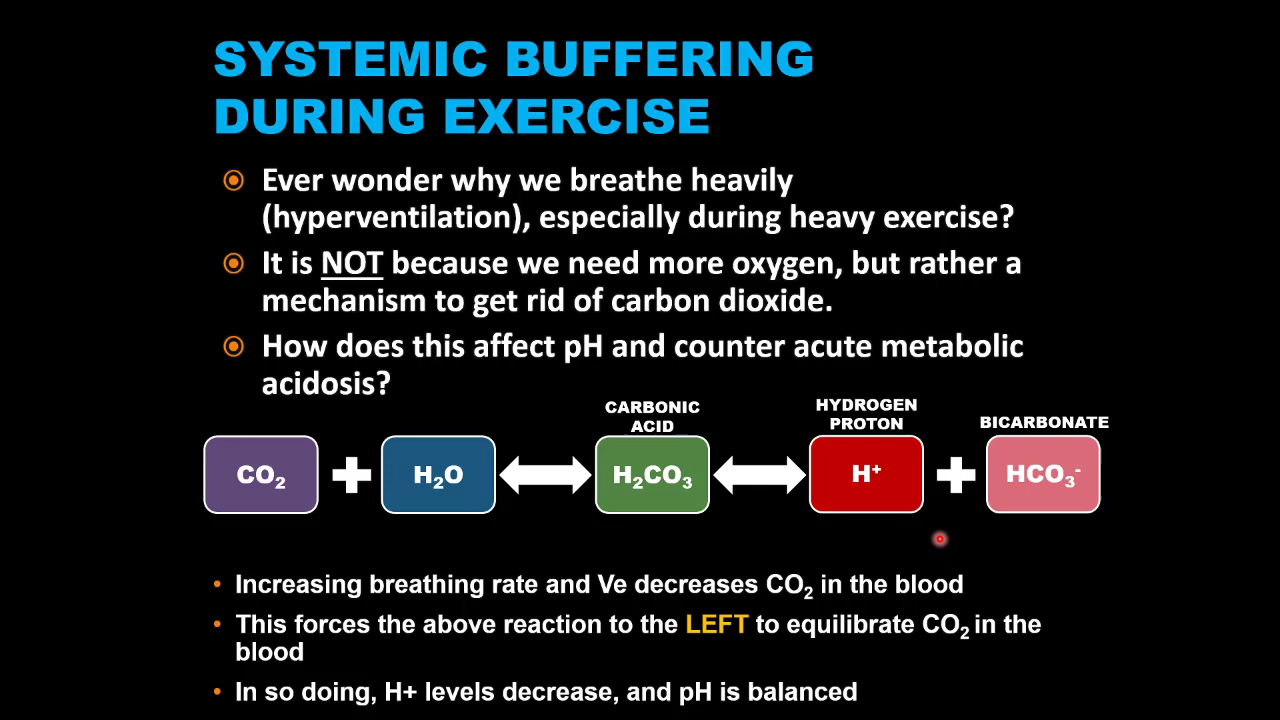 SYSTEMIC BUFFERING
DURING EXERCISE
Ever wonder why we breathe heavily
(hyperventilation), especially during heavy exercise?
It is NOT because we need more oxygen, but rather a
mechanism to get rid of carbon dioxide.
How does this affect pH and counter acute metabolic
acidosis?
CARBONIC
ACID
HYDROGEN
PROTON
BICARBONATE
CO₂ + H₂O ↔ H₂CO₃ ↔ H⁺ + HCO₃⁻
• Increasing breathing rate and Ve decreases CO₂ in the blood
• This forces the above reaction to the LEFT to equilibrate CO₂ in the
blood
• In so doing, H+ levels decrease, and pH is balanced